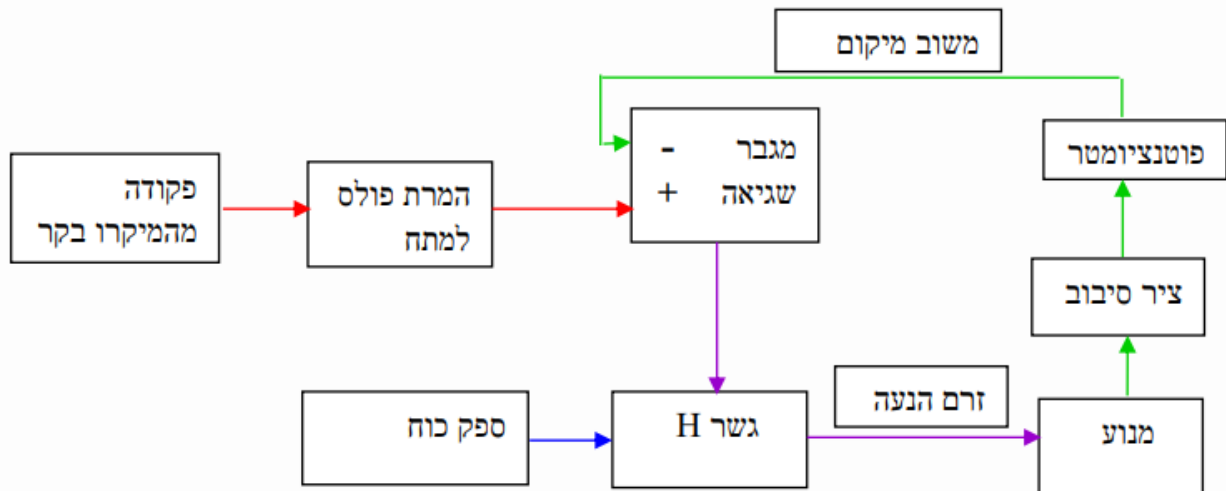 משוב מיקום
מגבר -
שגיאה +
פוטנציומטר
פקודה
מהמיקרו בקר
המרת פולס
למתח
ציר סיבוב
זרם הנעה
ספק כוח
גשר H
מנוע